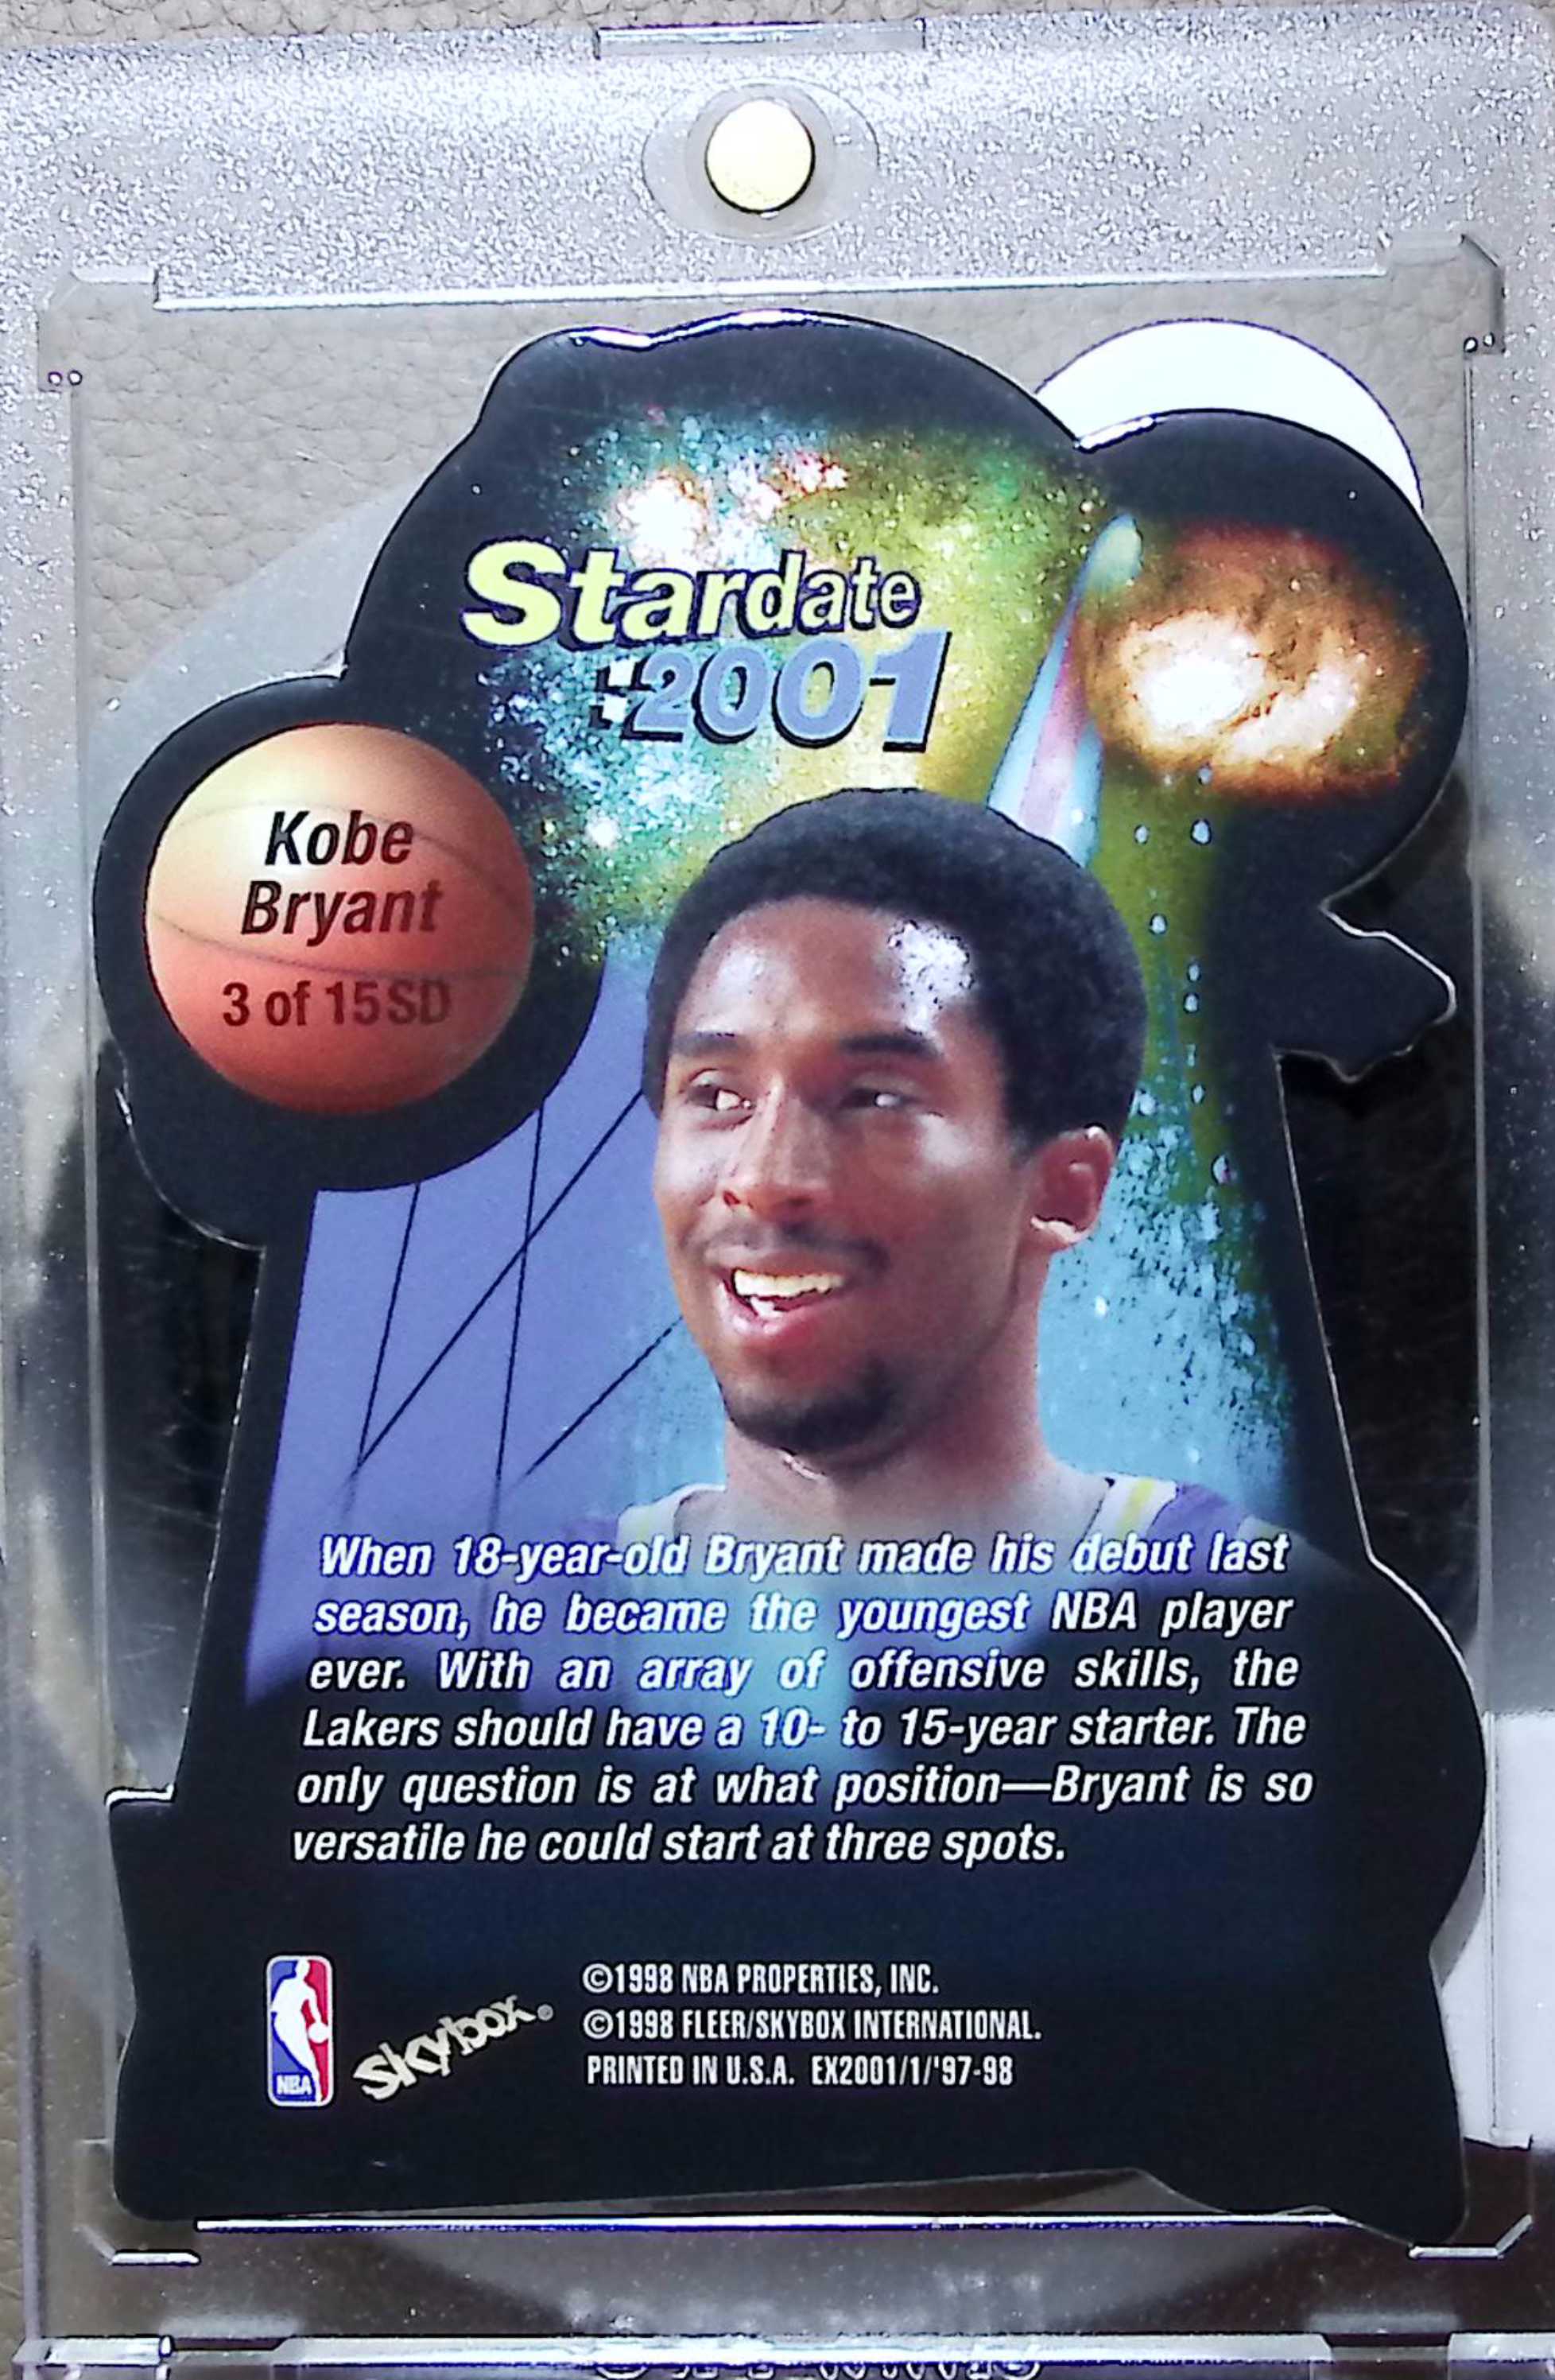 Stardate
:2001
Kobe
Bryant
3 of 15SD
When 18-year-old Bryant made his debut last
season, he became the youngest NBA player
ever. With an array of offensive skills, the
Lakers should have a 10- to 15-year starter. The
only question is at what position—Bryant is so
versatile he could start at three spots.
NBA
Skybox®
©1998 NBA PROPERTIES, INC.
©1998 FLEER/SKYBOX INTERNATIONAL.
PRINTED IN U.S.A. EX2001/1/'97-98